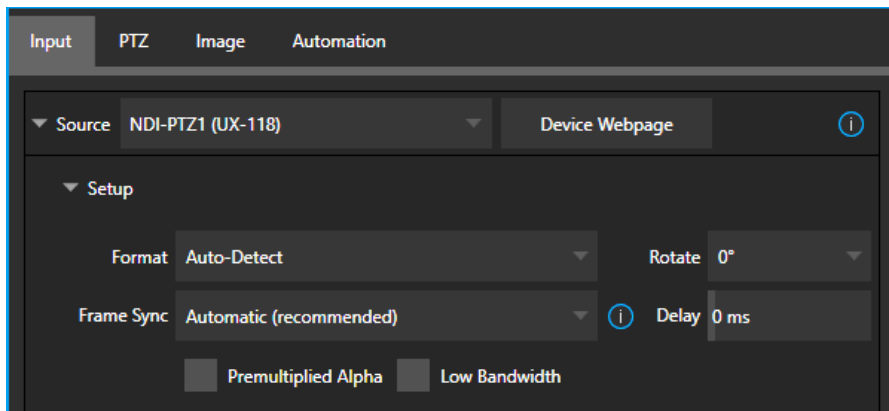 Input PTZ Image Automation
Source NDI-PTZ1 (UX-118) Device Webpage
Setup
Format Auto-Detect Rotate 0°
Frame Sync Automatic (recommended) Delay 0 ms
Premultiplied Alpha Low Bandwidth